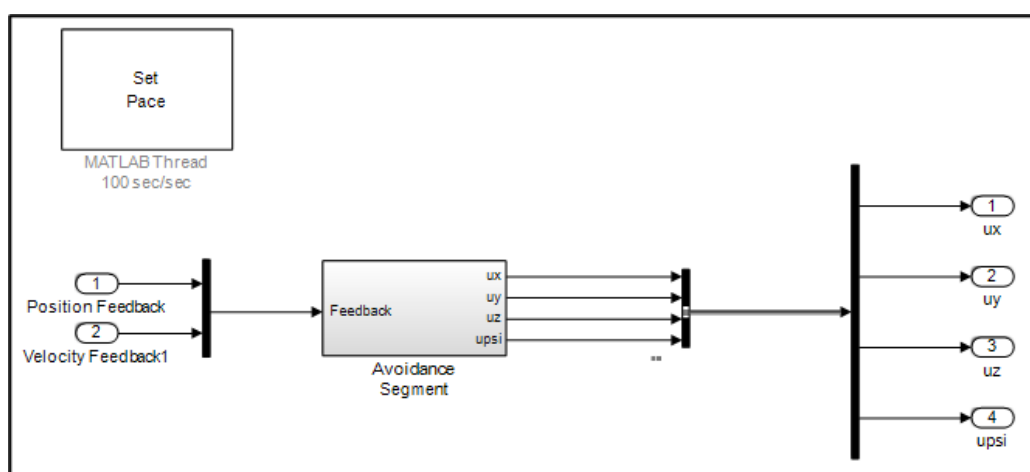 Set
Pace
MATLAB Thread
100 sec/sec
1
Position Feedback
2
Velocity Feedback1
Feedback
ux
uy
uz
upsi
Avoidance
Segment
1
ux
2
uy
3
uz
4
upsi